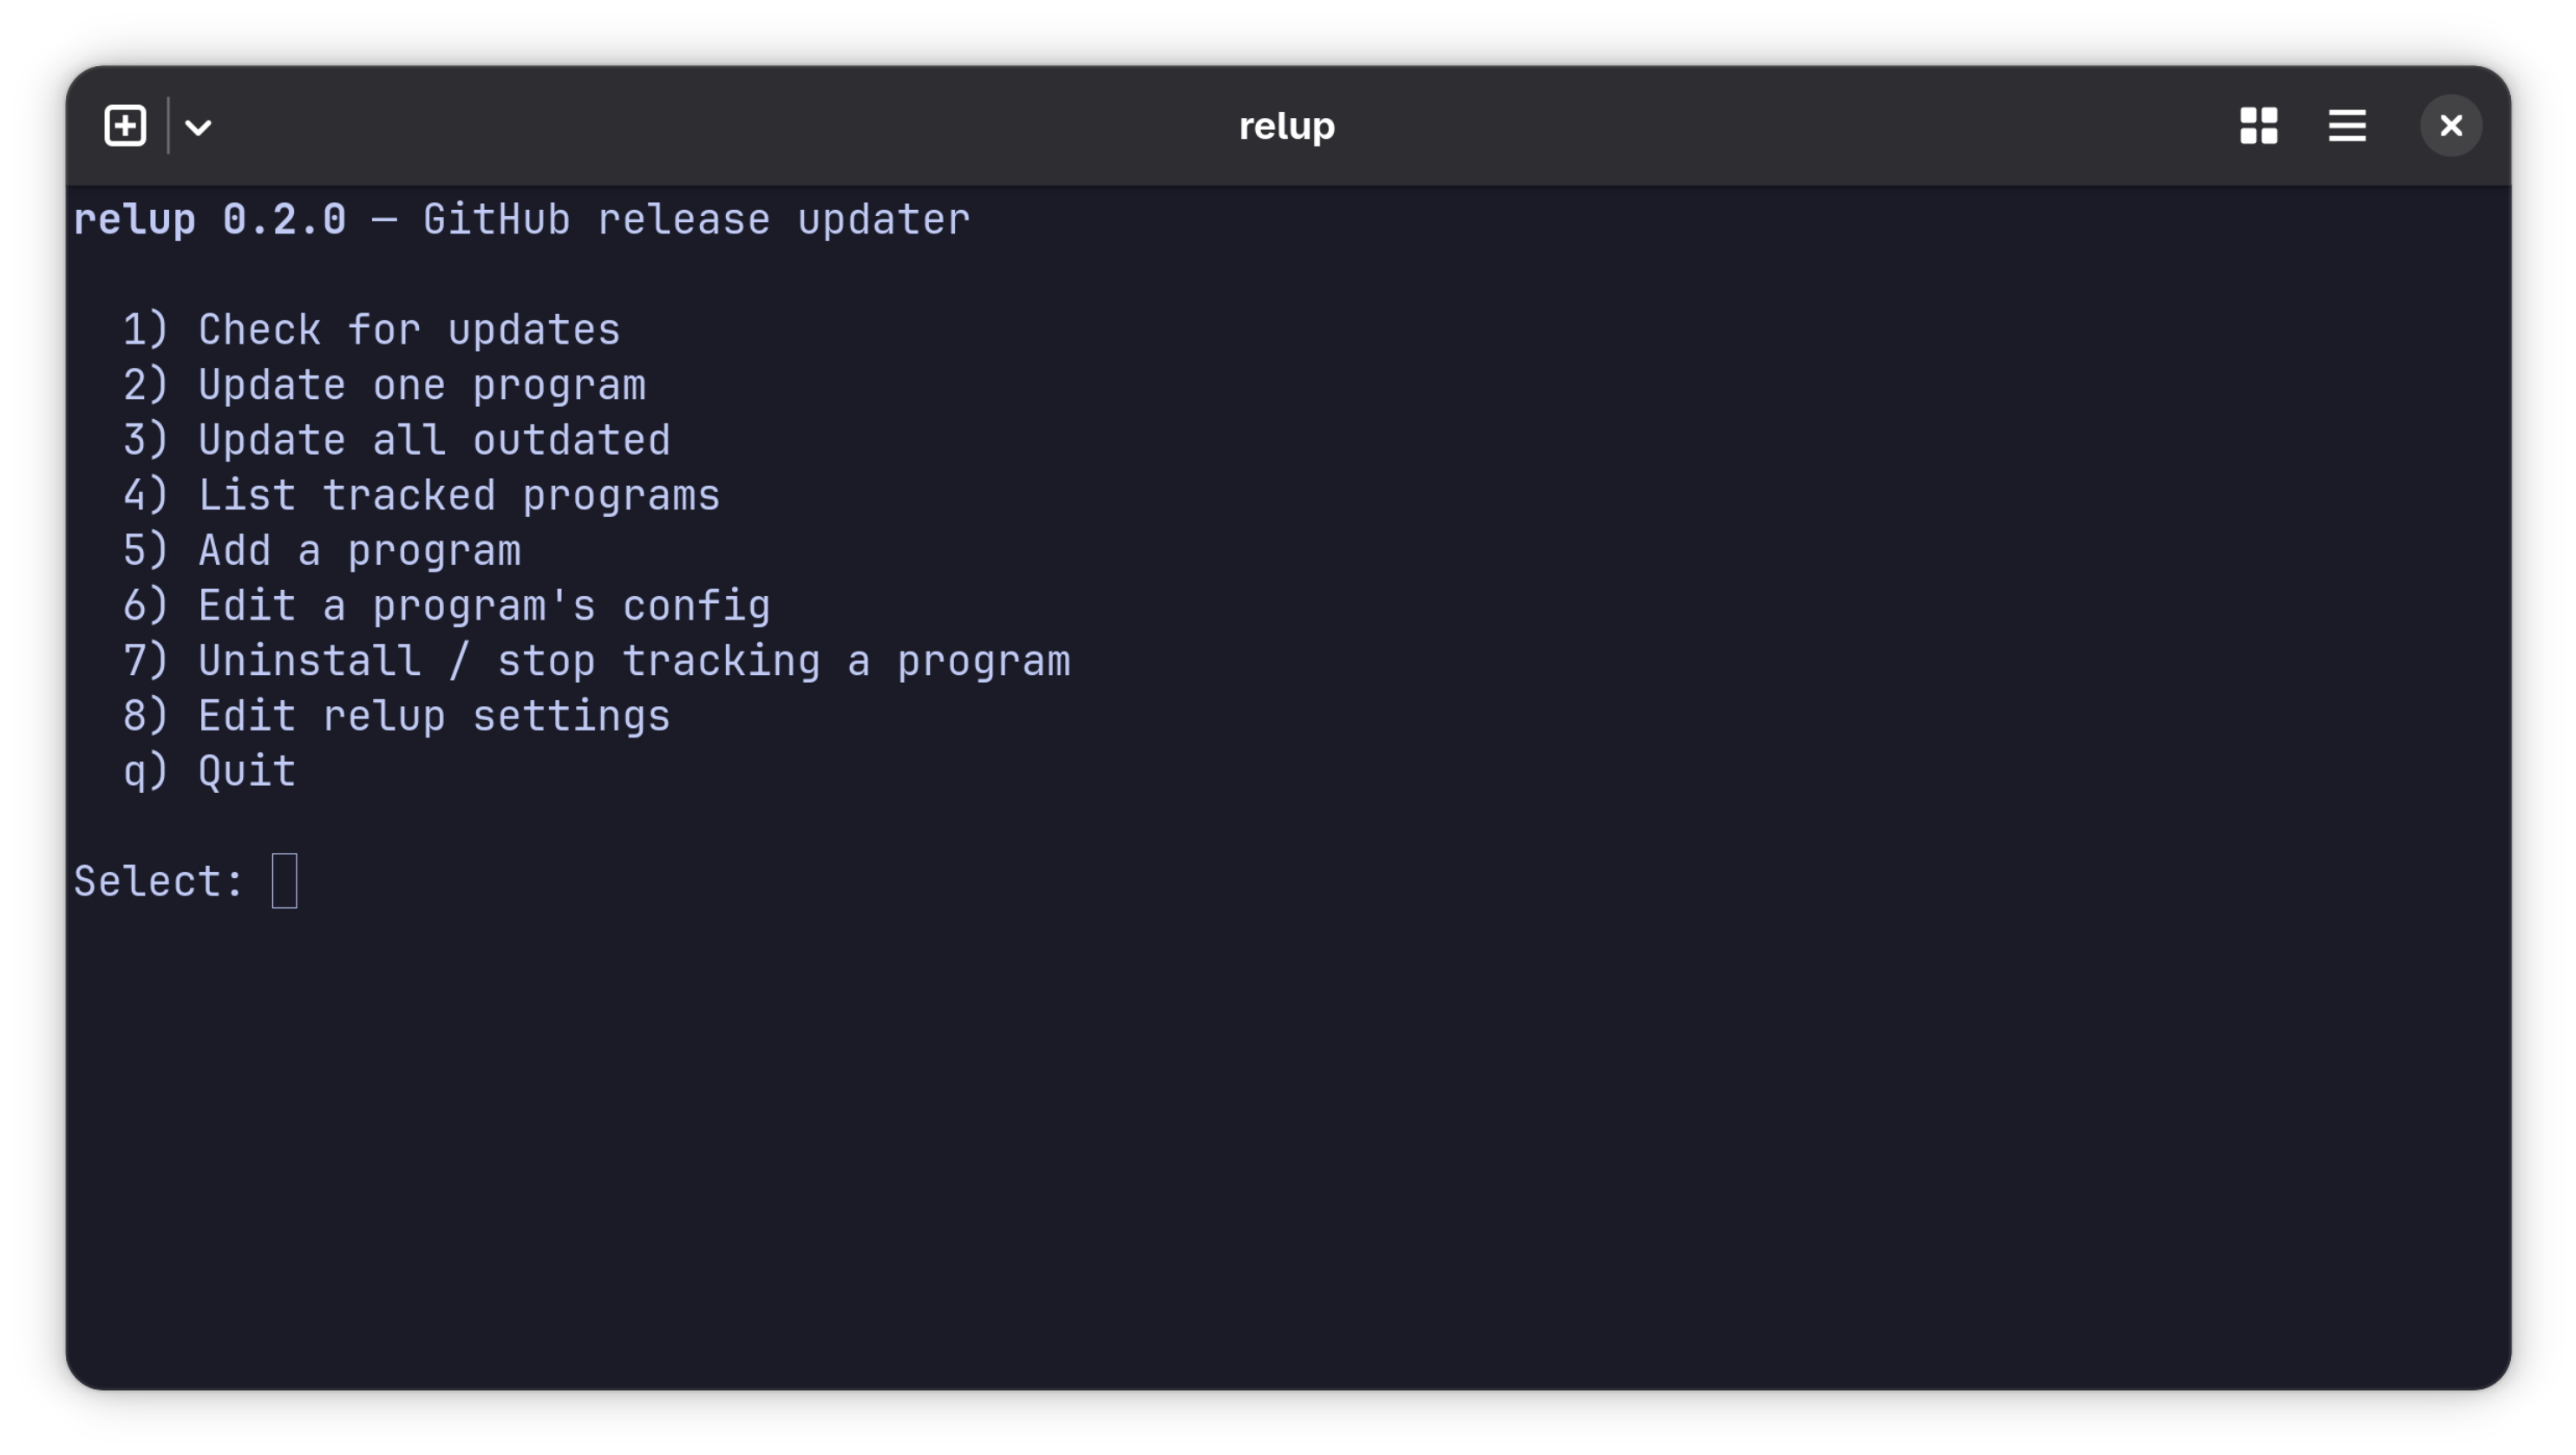 relup
relup 0.2.0 — GitHub release updater
1) Check for updates
2) Update one program
3) Update all outdated
4) List tracked programs
5) Add a program
6) Edit a program's config
7) Uninstall / stop tracking a program
8) Edit relup settings
q) Quit
Select: